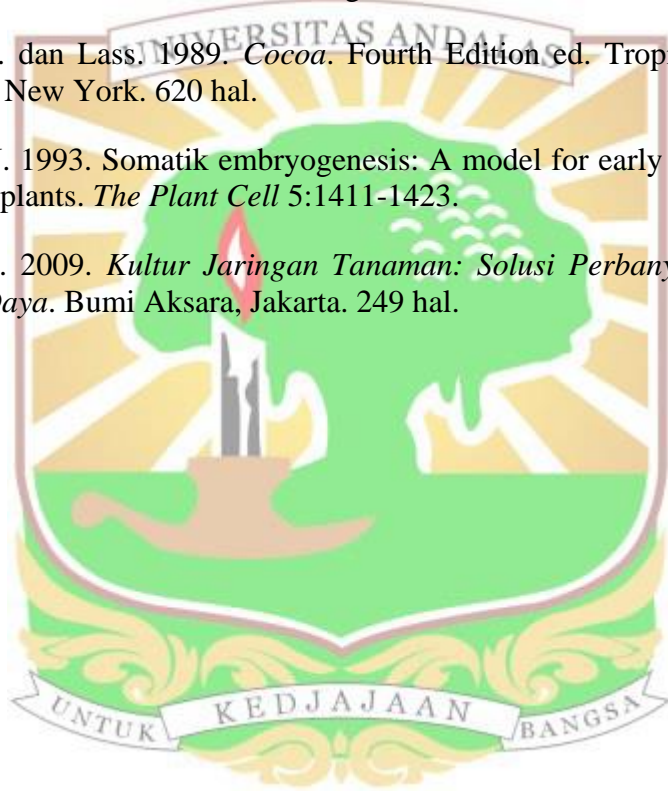 UNIVERSITAS ANDALAS
. dan Lass. 1989. Cocoa. Fourth Edition ed. Trop
New York. 620 hal.
. 1993. Somatik embryogenesis: A model for early
plants. The Plant Cell 5:1411-1423.
. 2009. Kultur Jaringan Tanaman: Solusi Perbany
Daya. Bumi Aksara, Jakarta. 249 hal.
UNTUK KEDJAJAAN BANGSA